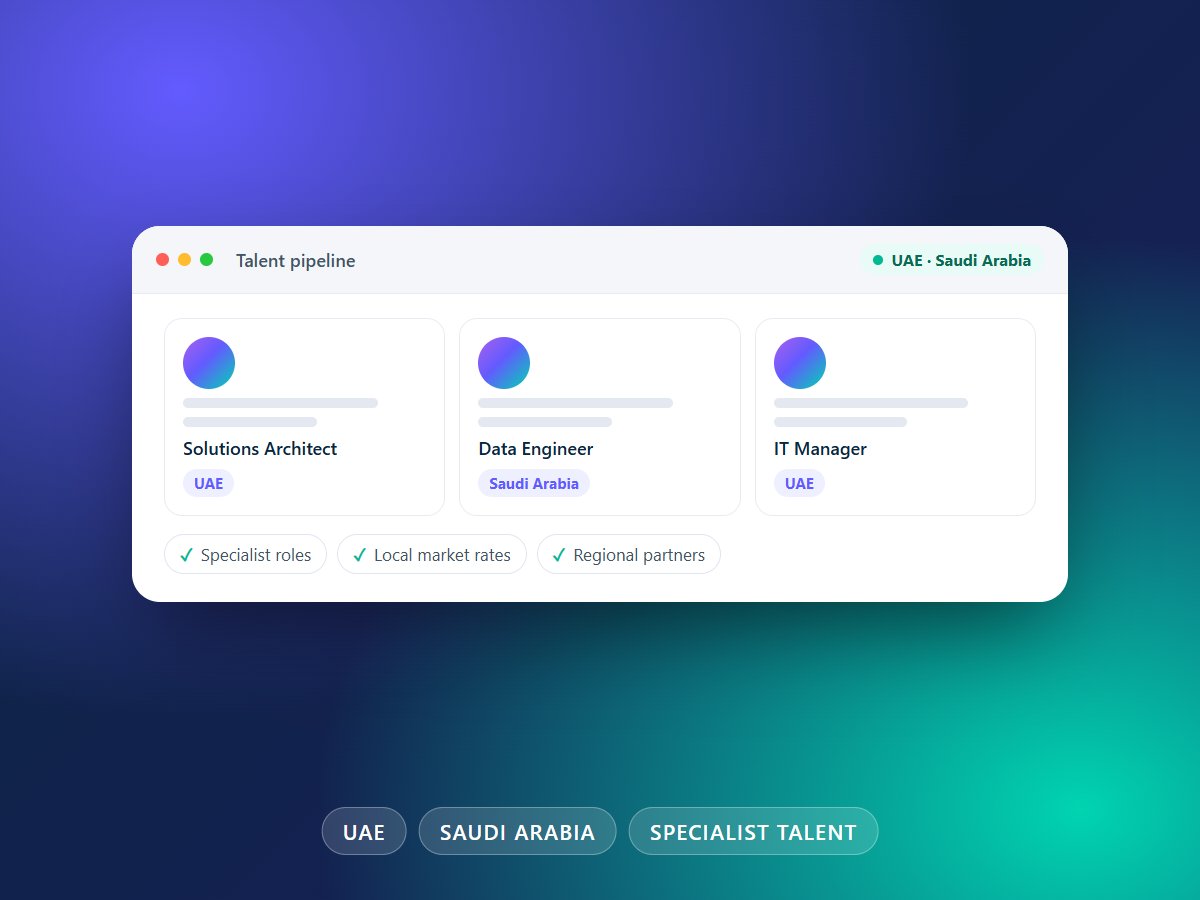 Talent pipeline
UAE · Saudi Arabia
Solutions Architect
UAE
Data Engineer
Saudi Arabia
IT Manager
UAE
✓ Specialist roles
✓ Local market rates
✓ Regional partners
UAE
SAUDI ARABIA
SPECIALIST TALENT